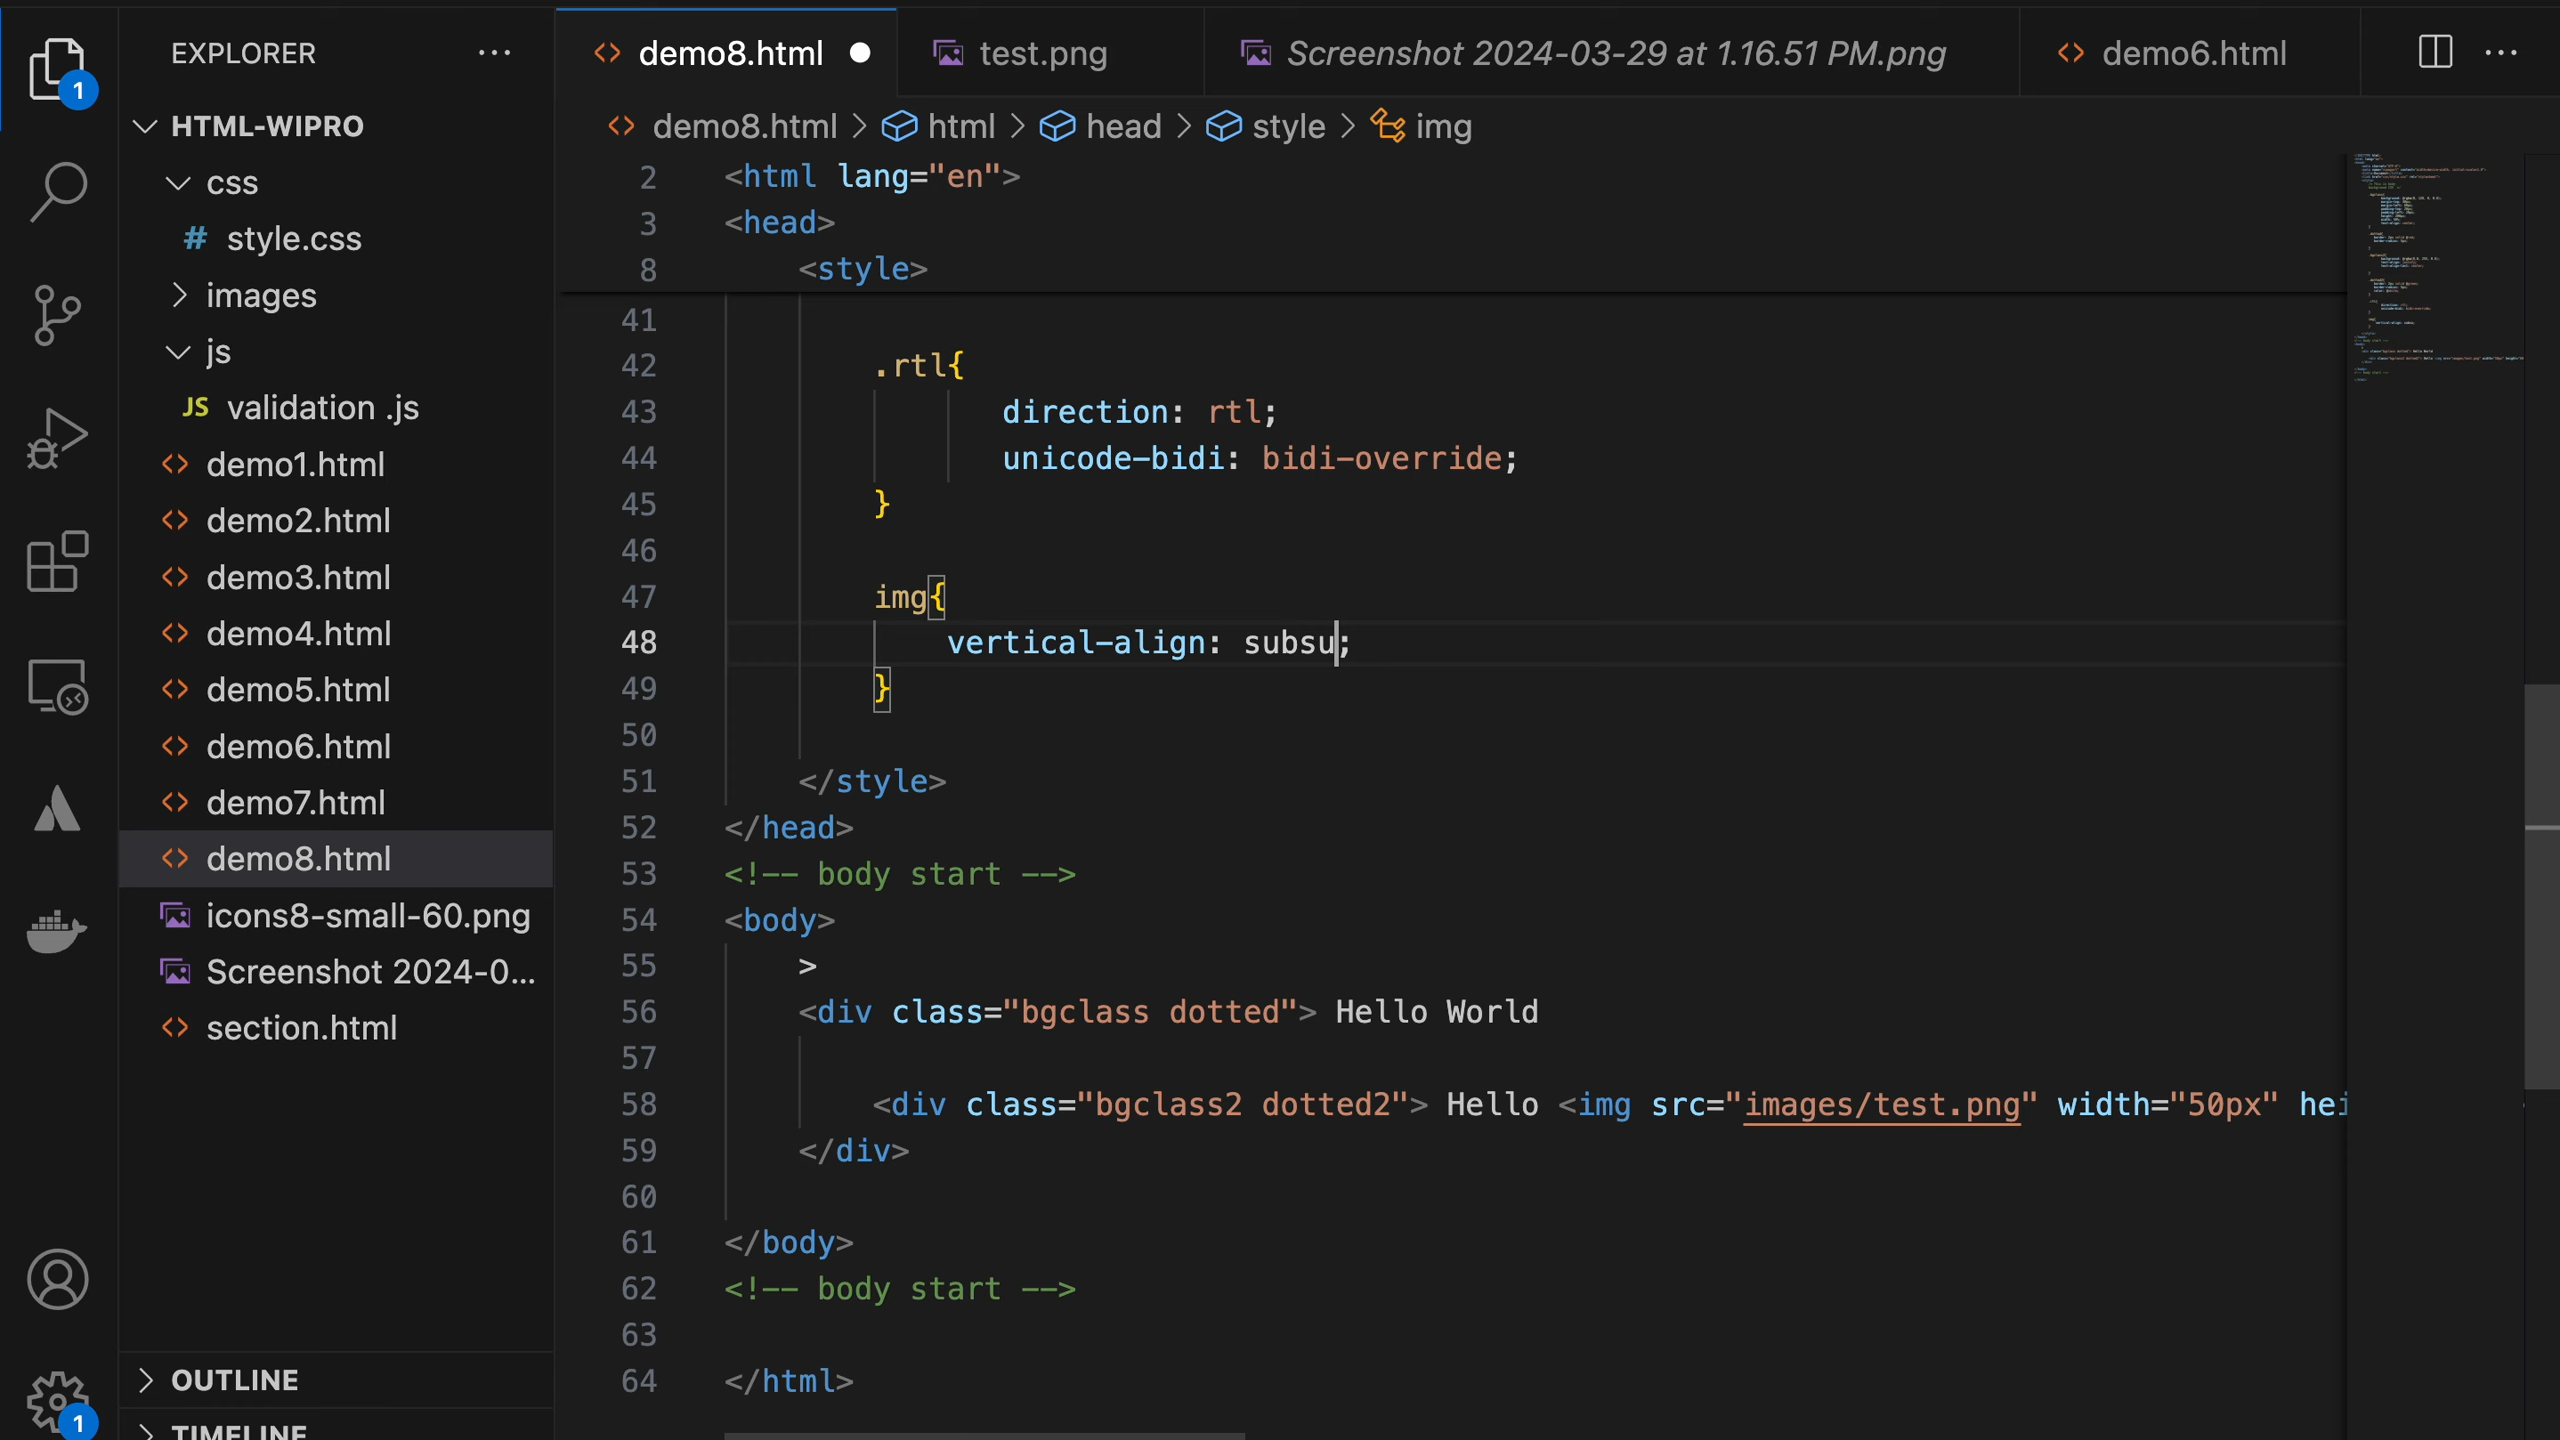 EXPLORER
HTML-WIPRO
css
# style.css
images
js
JS validation .js
demo1.html
demo2.html
demo3.html
demo4.html
demo5.html
demo6.html
demo7.html
demo8.html
icons8-small-60.png
Screenshot 2024-0...
section.html
OUTLINE
TIMELINE
1
1
demo8.html
test.png
Screenshot 2024-03-29 at 1.16.51 PM.png
demo6.html
demo8.html > html > head > style > img
2 <html lang="en">
3 <head>
8 <style>
41
42 .rtl{
43 direction: rtl;
44 unicode-bidi: bidi-override;
45 }
46
47 img{
48 vertical-align: subsu;
49 }
50
51 </style>
52 </head>
53 <!-- body start -->
54 <body>
55 >
56 <div class="bgclass dotted"> Hello World
57
58 <div class="bgclass2 dotted2"> Hello <img src="images/test.png" width="50px" hei
59 </div>
60
61 </body>
62 <!-- body start -->
63
64 </html>